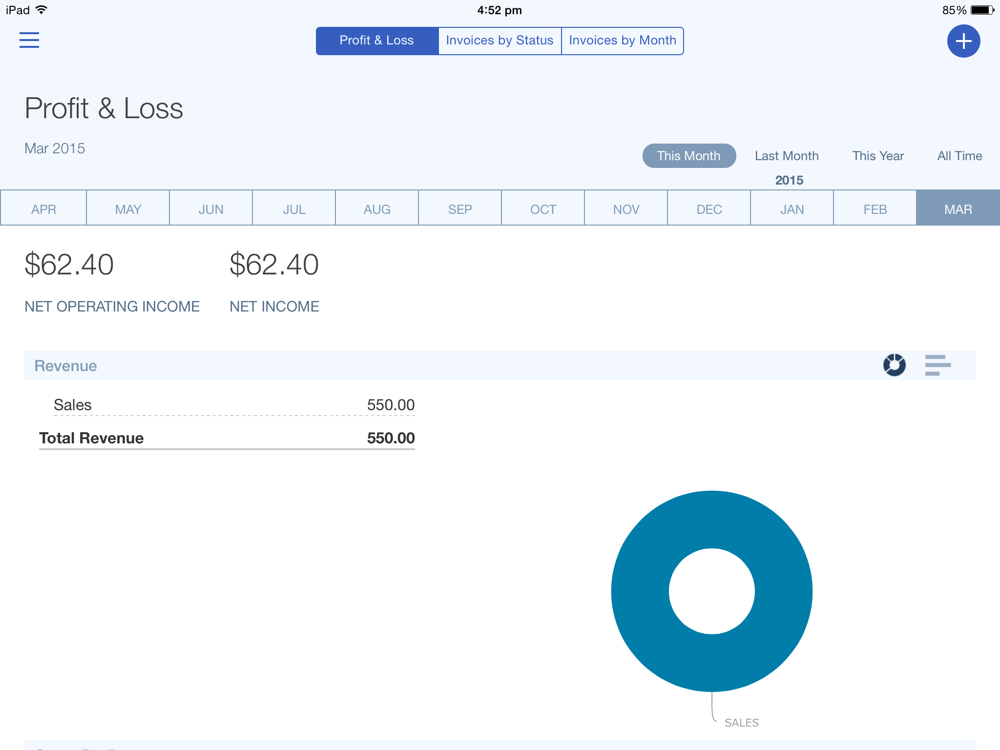 iPad 4:52 pm 85%
Profit & Loss Invoices by Status Invoices by Month
Profit & Loss
Mar 2015
This Month Last Month This Year All Time
2015
APR MAY JUN JUL AUG SEP OCT NOV DEC JAN FEB MAR
$62.40 $62.40
NET OPERATING INCOME NET INCOME
Revenue
Sales 550.00
Total Revenue 550.00
SALES